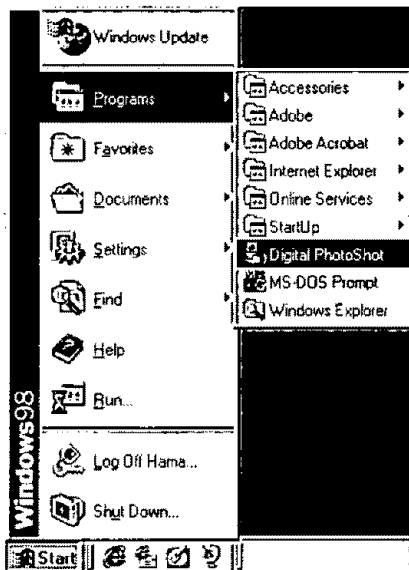 Windows Update
Programs
Favorites
Documents
Settings
Find
Help
Run...
Log Off Hama...
Shut Down...
Windows98
Accessories
Adobe
Adobe Acrobat
Internet Explorer
Online Services
StartUp
Digital PhotoShot
MS-DOS Prompt
Windows Explorer
Start